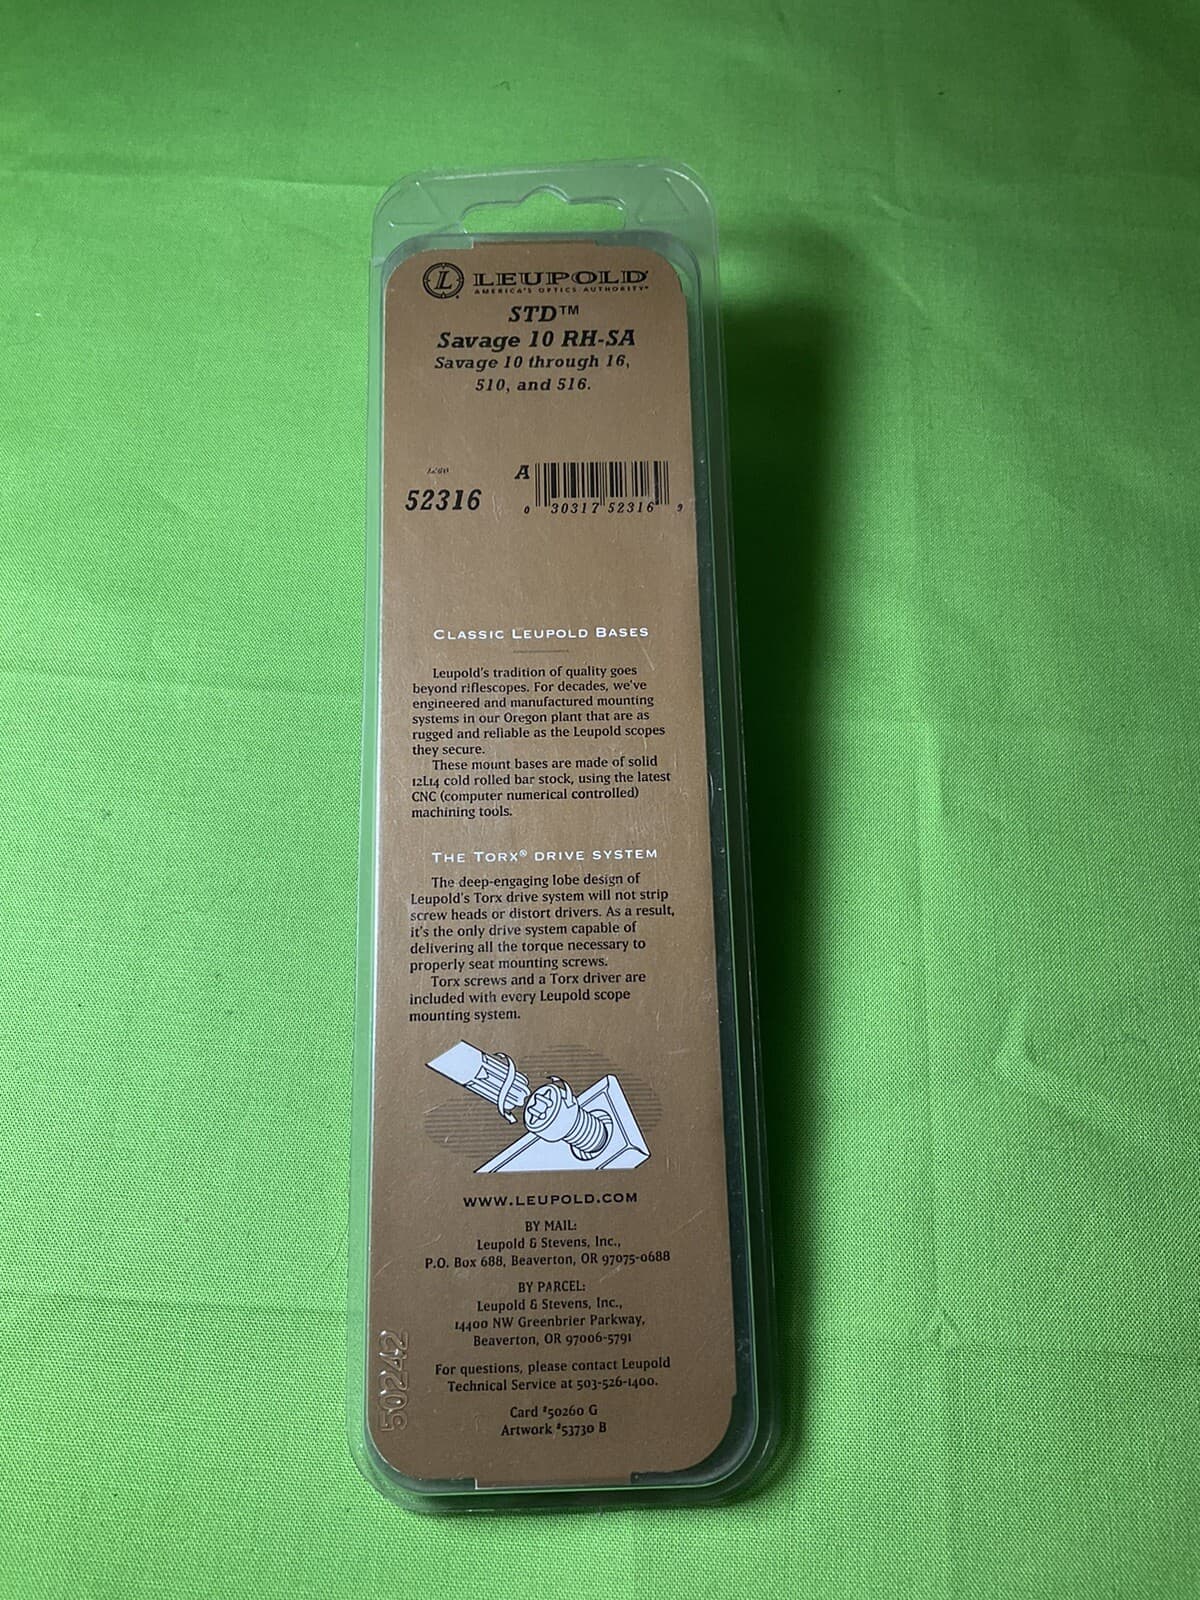 L
LEUPOLD
AMERICA'S OPTICS AUTHORITY®
STD™
Savage 10 RH-SA
Savage 10 through 16,
510, and 516.
52316
A
0 30317 52316 9
CLASSIC LEUPOLD BASES
Leupold's tradition of quality goes
beyond riflescopes. For decades, we've
engineered and manufactured mounting
systems in our Oregon plant that are as
rugged and reliable as the Leupold scopes
they secure.
These mount bases are made of solid
12L14 cold rolled bar stock, using the latest
CNC (computer numerical controlled)
machining tools.
THE TORX® DRIVE SYSTEM
The deep-engaging lobe design of
Leupold's Torx drive system will not strip
screw heads or distort drivers. As a result,
it's the only drive system capable of
delivering all the torque necessary to
properly seat mounting screws.
Torx screws and a Torx driver are
included with every Leupold scope
mounting system.
WWW.LEUPOLD.COM
BY MAIL:
Leupold & Stevens, Inc.,
P.O. Box 688, Beaverton, OR 97075-0688
BY PARCEL:
Leupold & Stevens, Inc.,
14400 NW Greenbrier Parkway,
Beaverton, OR 97006-5791
For questions, please contact Leupold
Technical Service at 503-526-1400.
Card #50260 G
Artwork #53730 B
50242